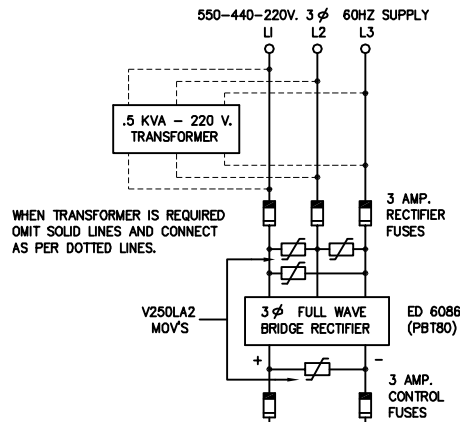 550-440-220V. 3 ϕ 60HZ SUPPLY
L1 L2 L3
.5 KVA - 220 V.
TRANSFORMER
3 AMP.
RECTIFIER
FUSES
WHEN TRANSFORMER IS REQUIRED
OMIT SOLID LINES AND CONNECT
AS PER DOTTED LINES.
V250LA2
MOV'S
3 ϕ FULL WAVE
BRIDGE RECTIFIER
ED 6086
(PBT80)
+ -
3 AMP.
CONTROL
FUSES